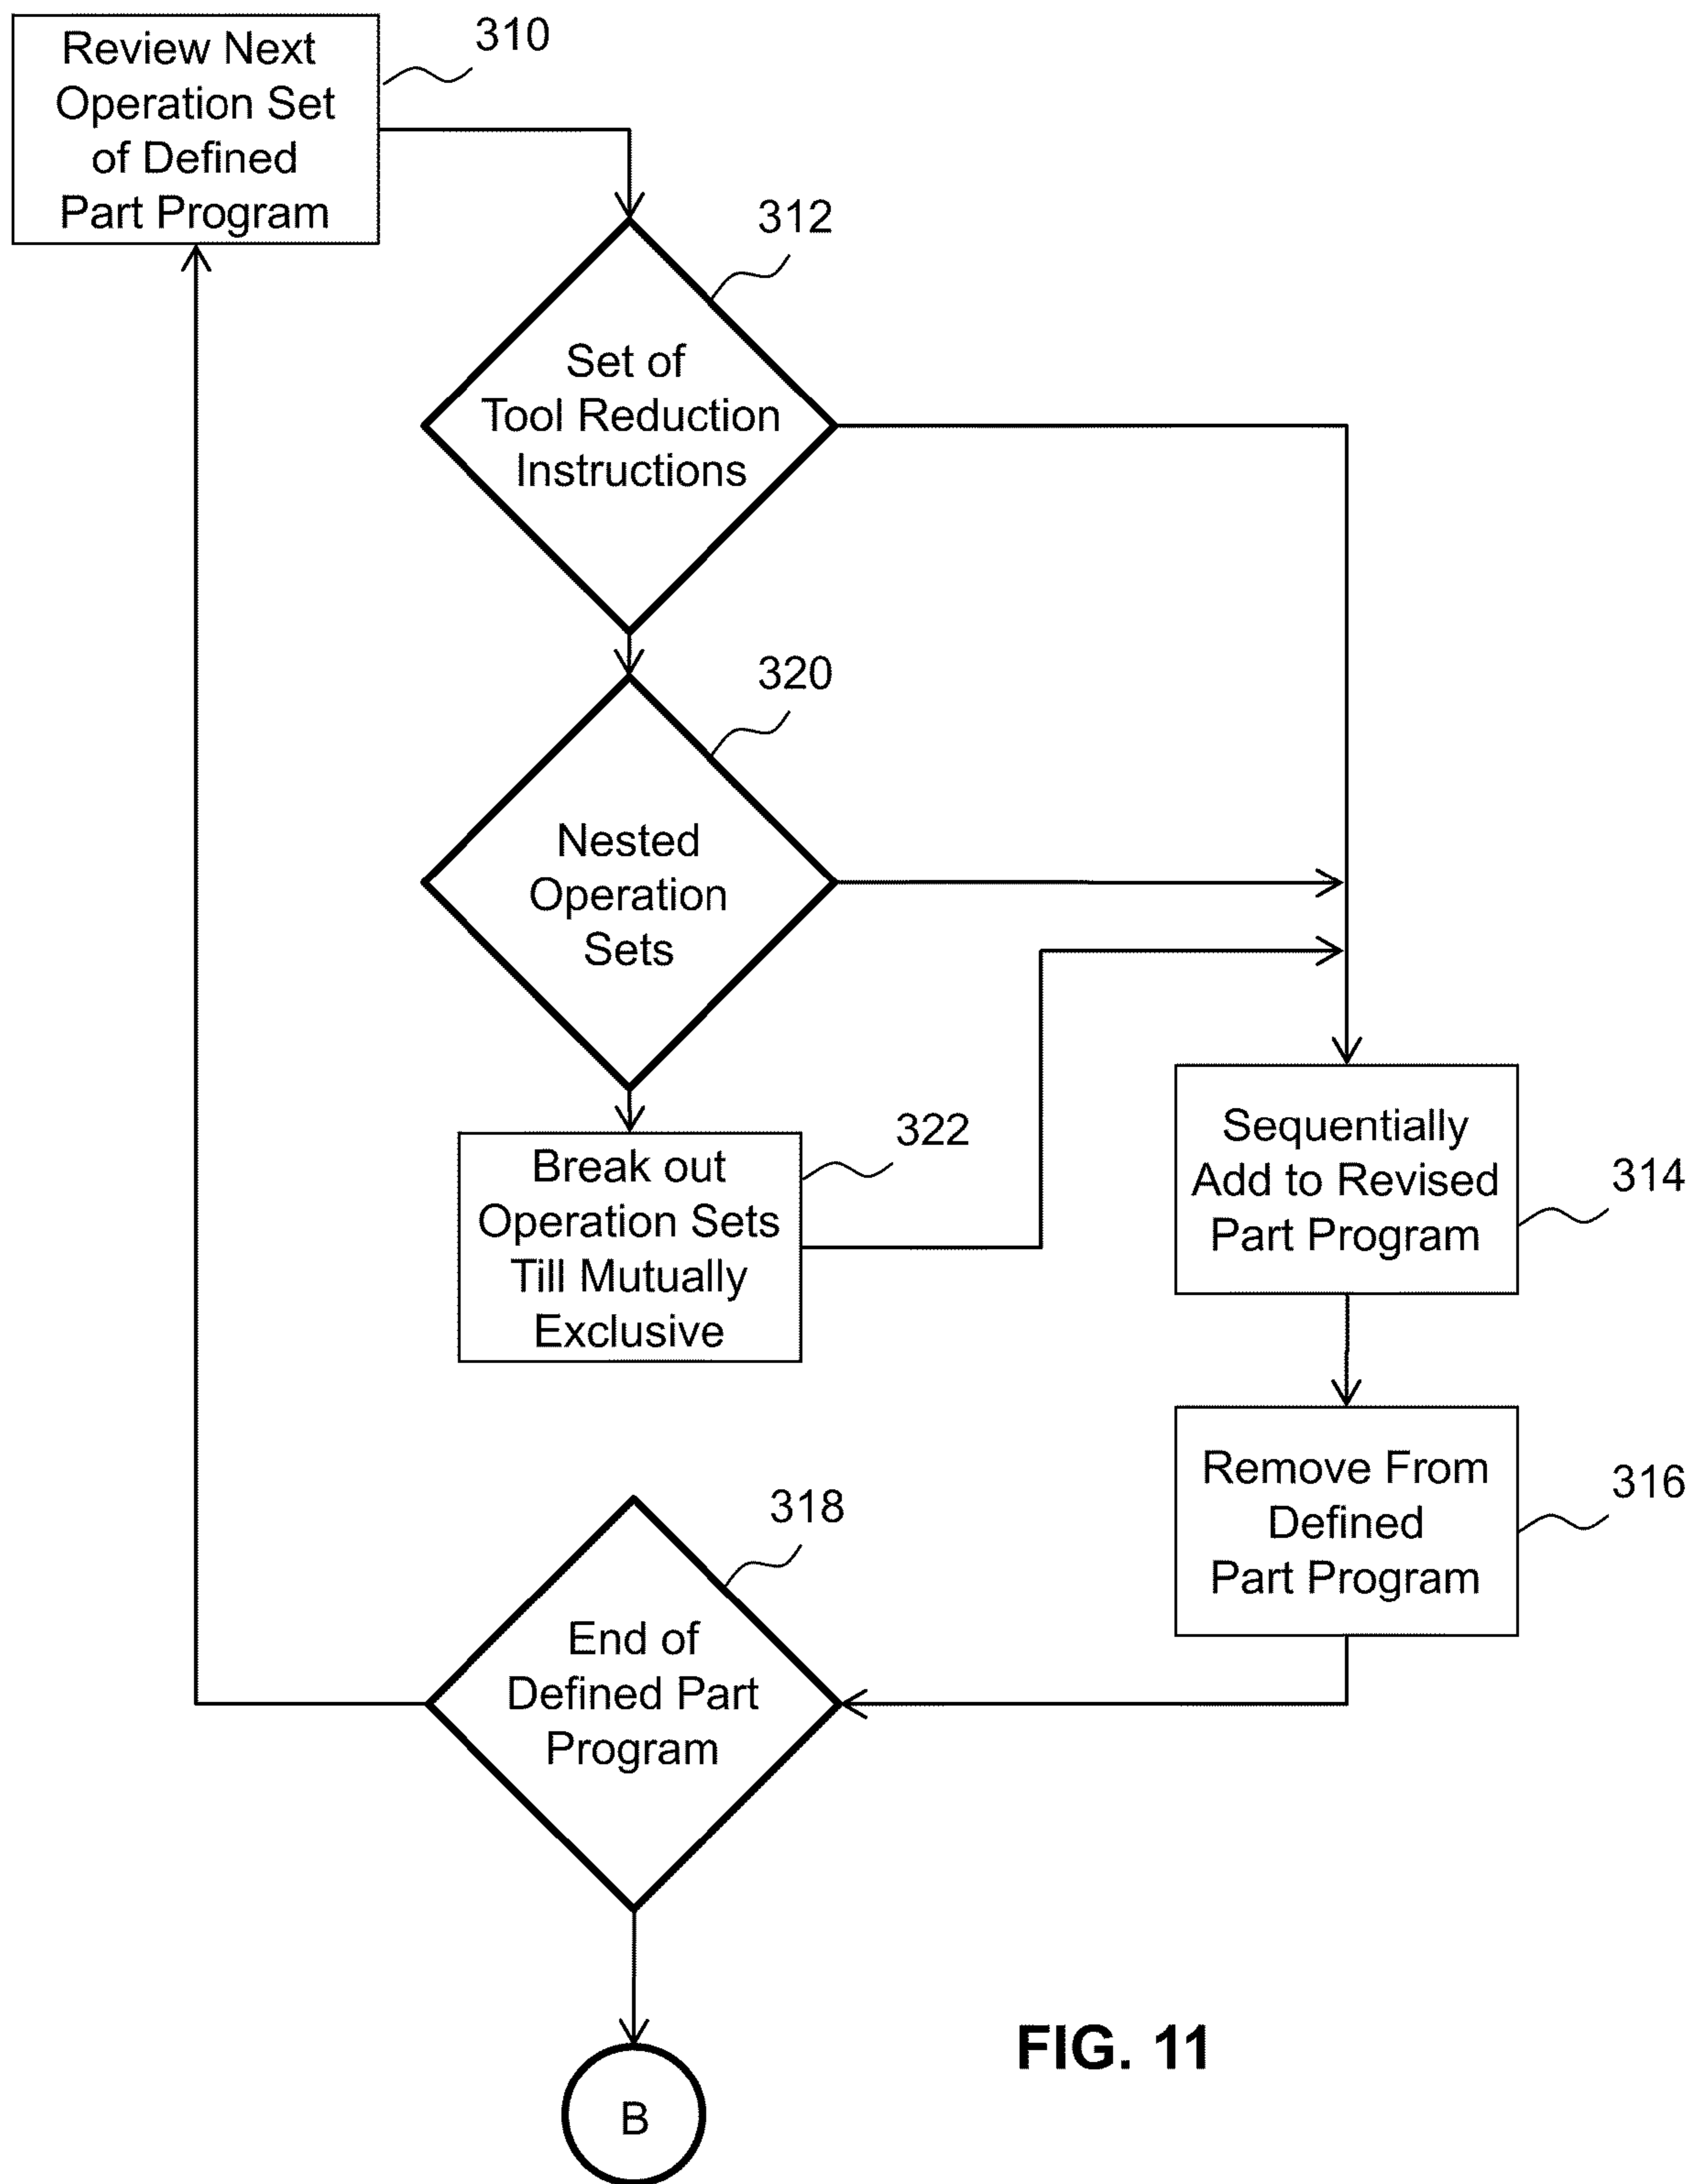 Review Next
Operation Set
of Defined
Part Program
310
312
Set of
Tool Reduction
Instructions
320
Nested
Operation
Sets
322
Break out
Operation Sets
Till Mutually
Exclusive
Sequentially
Add to Revised
Part Program
314
Remove From
Defined
Part Program
316
318
End of
Defined Part
Program
FIG. 11
B